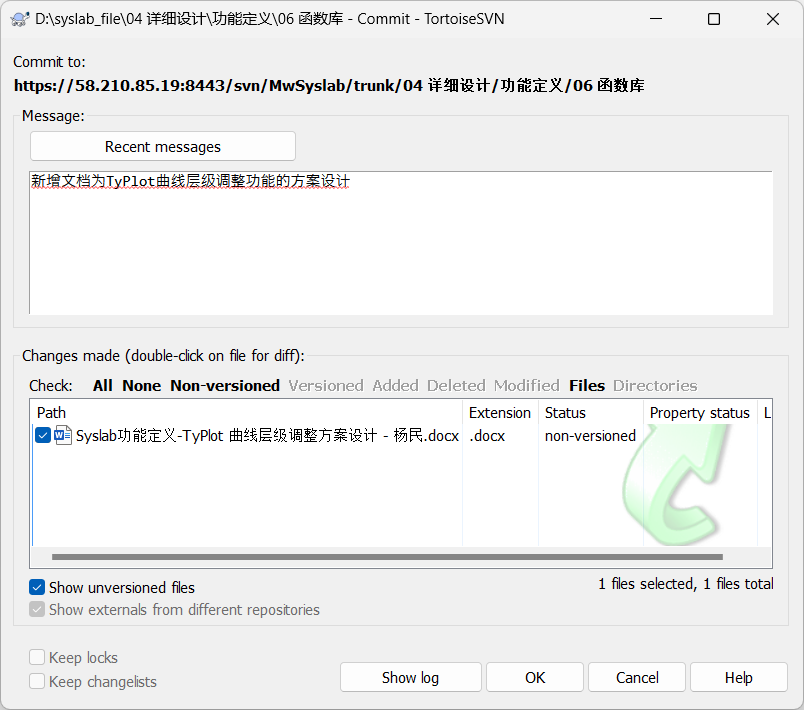 D:\syslab_file\04 详细设计\功能定义\06 函数库 - Commit - TortoiseSVN
Commit to:
https://58.210.85.19:8443/svn/MwSyslab/trunk/04 详细设计/功能定义/06 函数库
Message:
Recent messages
新增文档为TyPlot曲线层级调整功能的方案设计
Changes made (double-click on file for diff):
Check: All None Non-versioned Versioned Added Deleted Modified Files Directories
Path Extension Status Property status L
Syslab功能定义-TyPlot 曲线层级调整方案设计 - 杨民.docx .docx non-versioned
Show unversioned files 1 files selected, 1 files total
Show externals from different repositories
Keep locks
Keep changelists
Show log OK Cancel Help